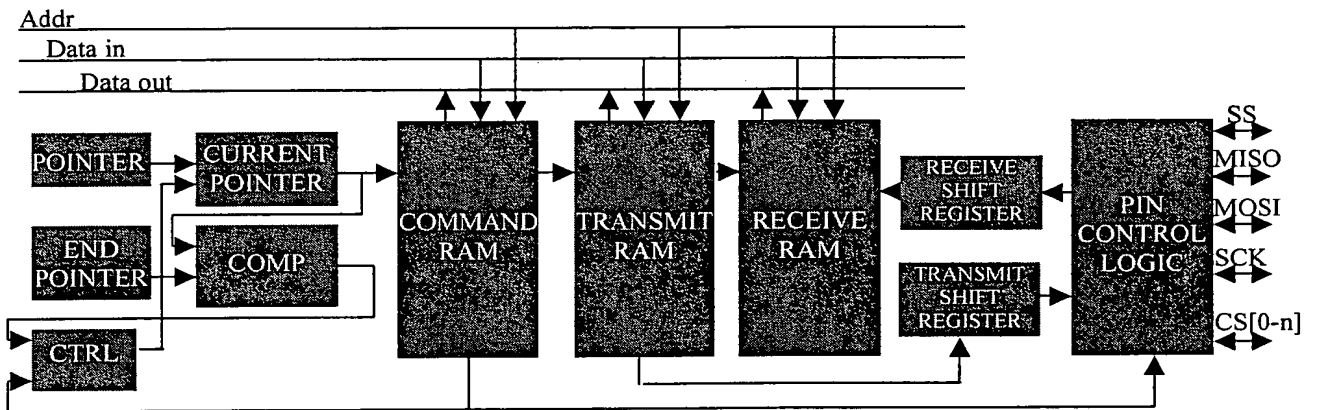 Addr
Data in
Data out
POINTER
CURRENT
POINTER
END
POINTER
COMP
CTRL
COMMAND
RAM
TRANSMIT
RAM
RECEIVE
RAM
RECEIVE
SHIFT
REGISTER
TRANSMIT
SHIFT
REGISTER
PIN
CONTROL
LOGIC
SS
MISO
MOSI
SCK
CS[0-n]